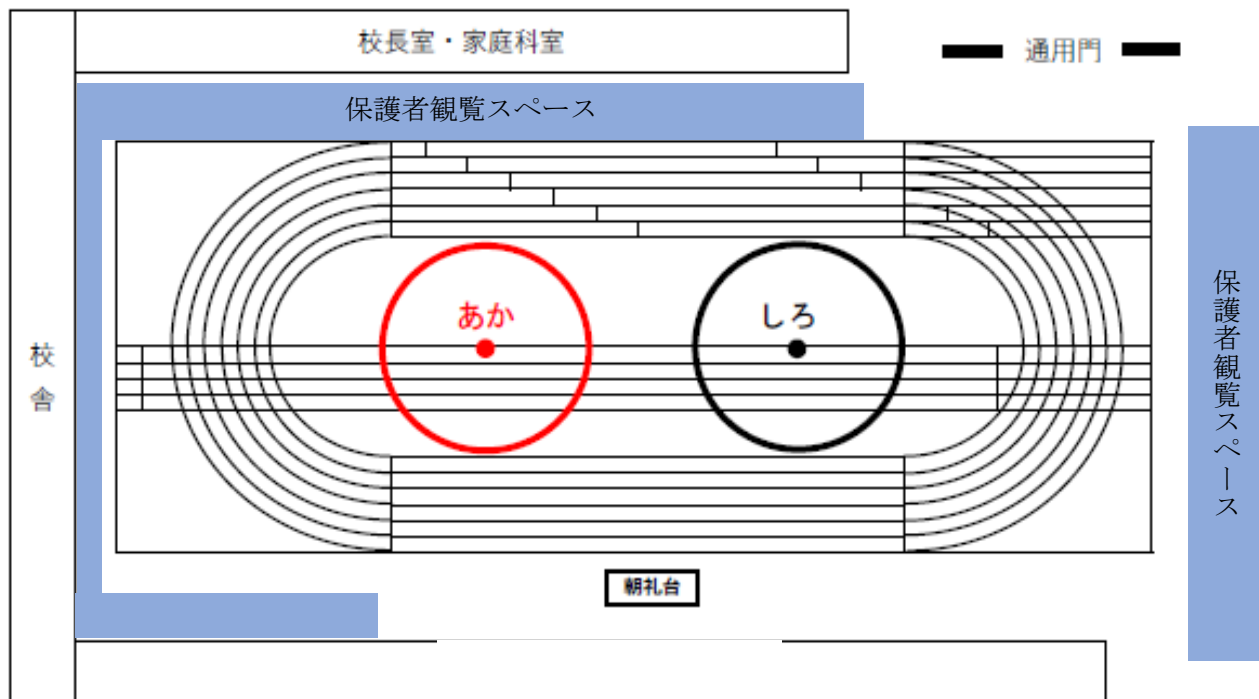 校長室・家庭科室
通用門
保護者観覧スペース
あか
しろ
校舎
保護者観覧スペース
朝礼台